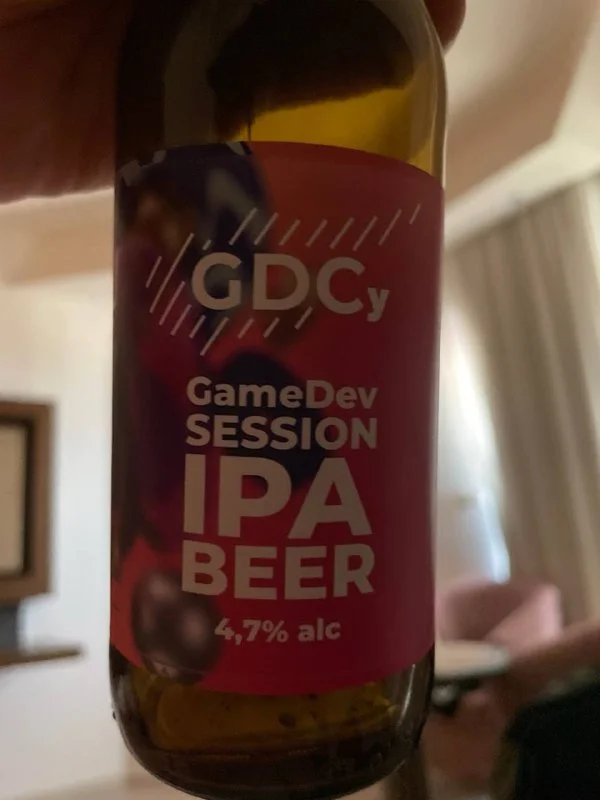 GDCy
GameDev
SESSION
IPA
BEER
4,7% alc